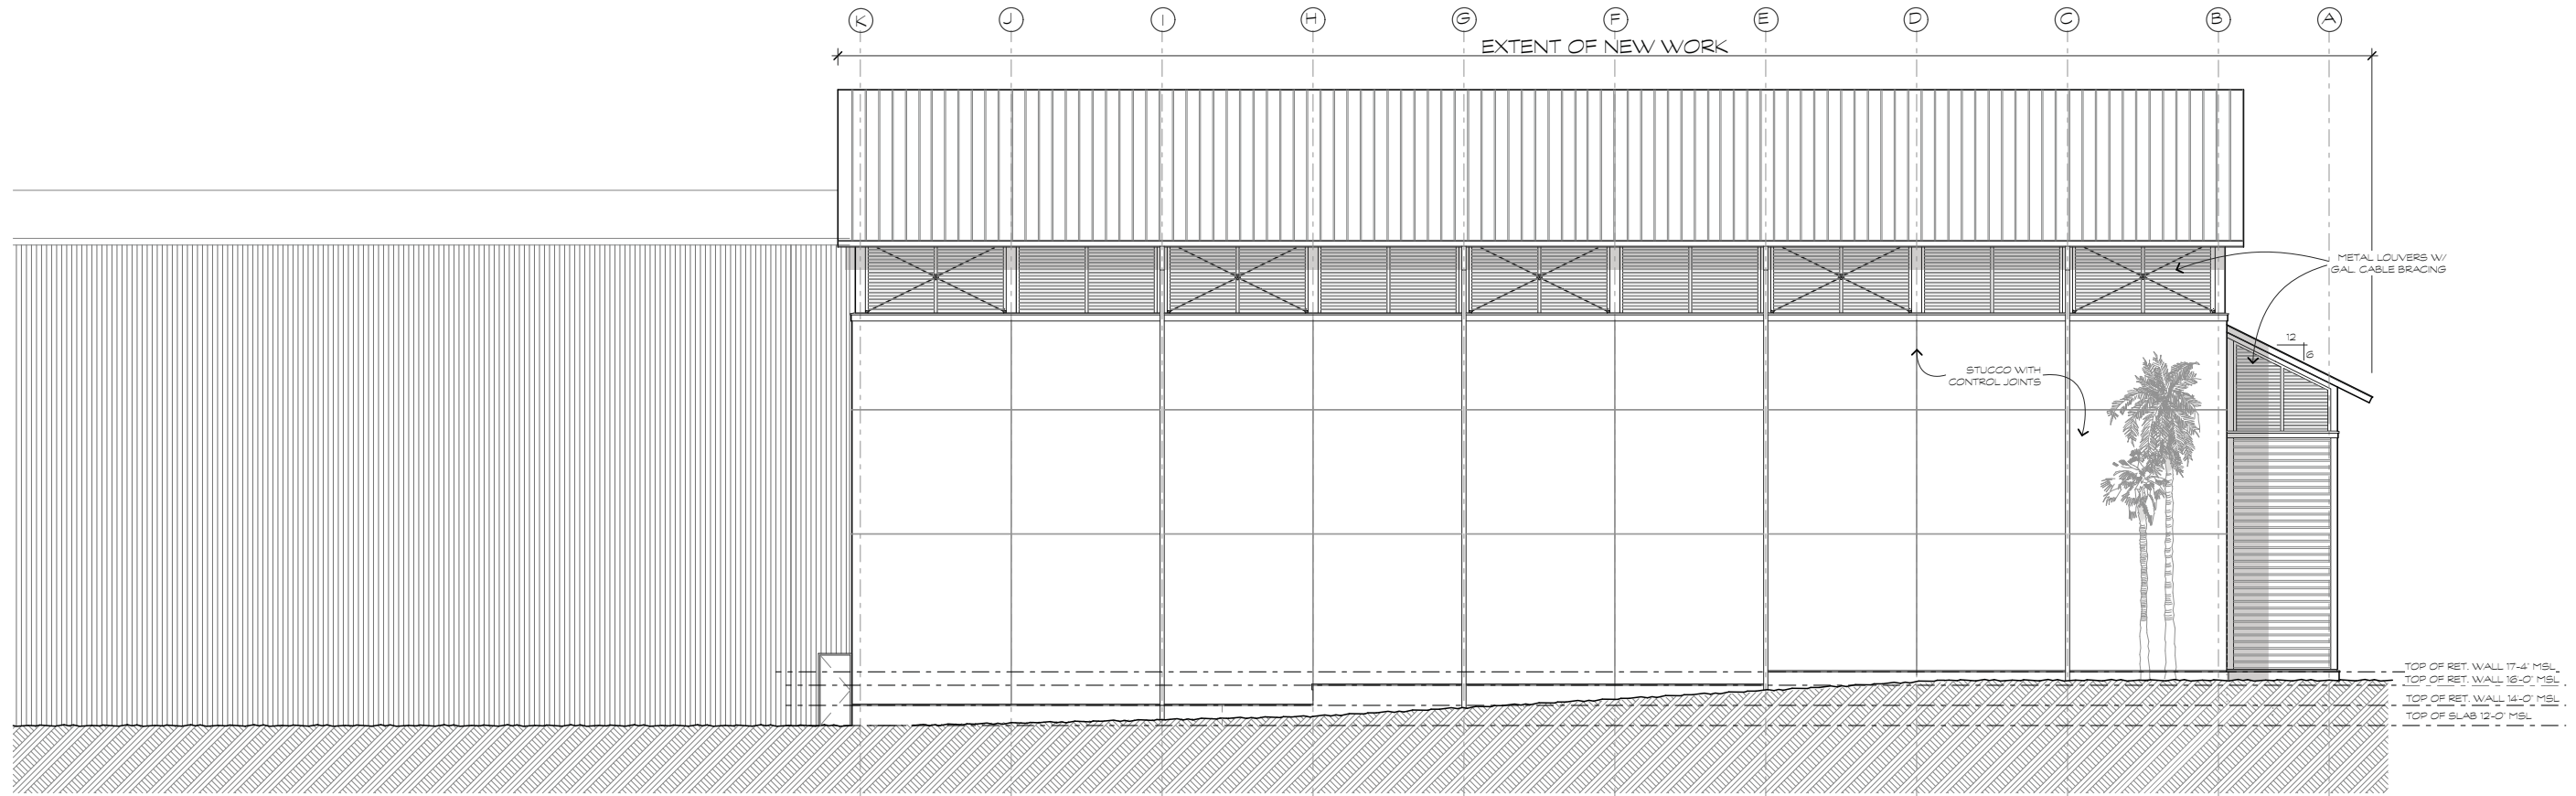 K J I H G F E D C B A
EXTENT OF NEW WORK
METAL LOUVERS W/
GAL. CABLE BRACING
12
6
STUCCO WITH
CONTROL JOINTS
TOP OF RET. WALL 17'-4" MSL
TOP OF RET. WALL 16'-0" MSL
TOP OF RET. WALL 14'-0" MSL
TOP OF SLAB 12'-0" MSL